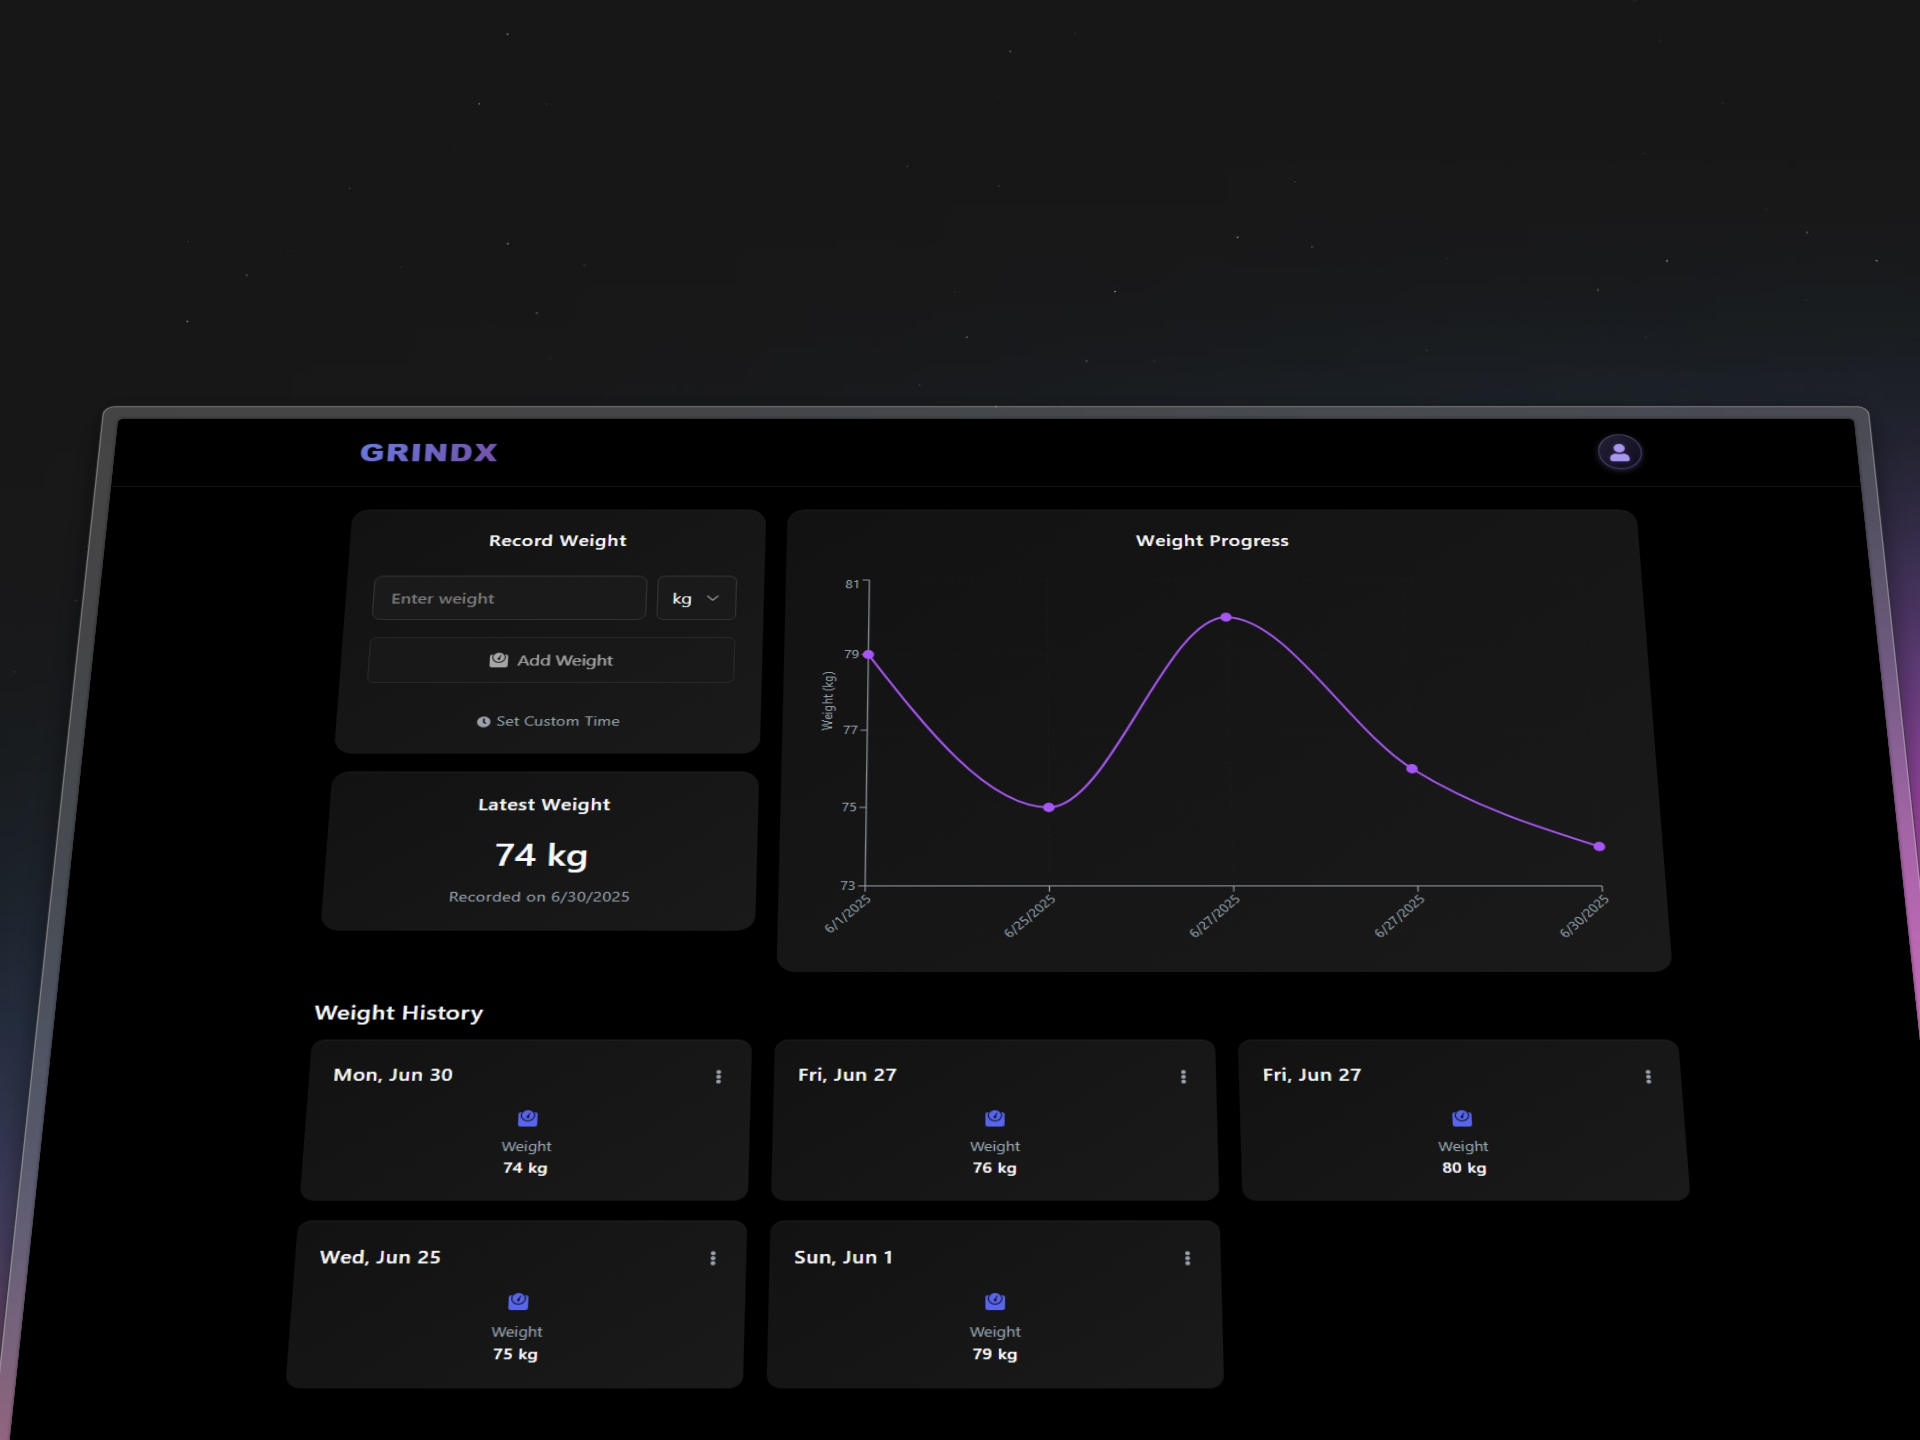 GRINDX
Record Weight
Enter weight
kg
Add Weight
Set Custom Time
Latest Weight
74 kg
Recorded on 6/30/2025
Weight Progress
81
79
77
75
73
Weight (kg)
6/1/2025
6/25/2025
6/27/2025
6/27/2025
6/30/2025
Weight History
Mon, Jun 30
Weight
74 kg
Fri, Jun 27
Weight
76 kg
Fri, Jun 27
Weight
80 kg
Wed, Jun 25
Weight
75 kg
Sun, Jun 1
Weight
79 kg